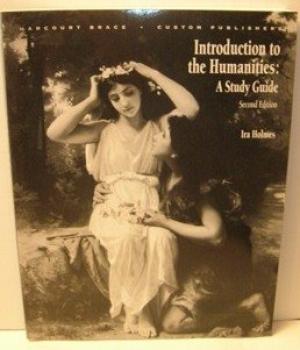 HARCOURT BRACE • CUSTOM PUBLISHERS
Introduction to
the Humanities:
A Study Guide
Second Edition
Ira Holmes